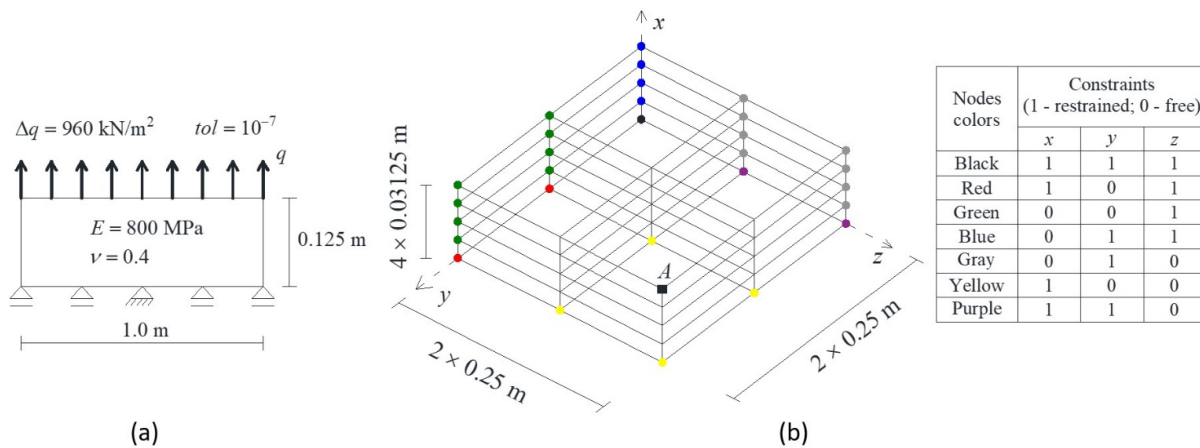 Δq = 960 kN/m² tol = 10⁻⁷
q
E = 800 MPa
ν = 0.4
0.125 m
1.0 m
(a)
x
4 × 0.03125 m
A
y
z
2 × 0.25 m
2 × 0.25 m
(b)
Nodes colors
Constraints
(1 - restrained; 0 - free)
x y z
Black 1 1 1
Red 1 0 1
Green 0 0 1
Blue 0 1 1
Gray 0 1 0
Yellow 1 0 0
Purple 1 1 0